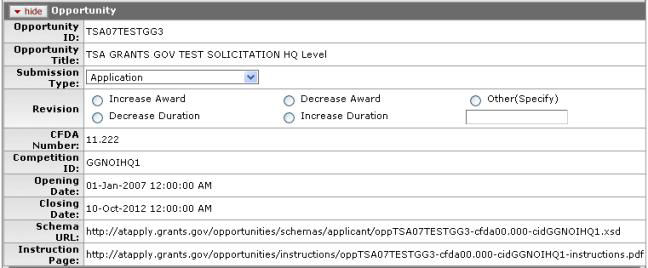 hide Opportunity
Opportunity ID: TSA07TESTGG3
Opportunity Title: TSA GRANTS GOV TEST SOLICITATION HQ Level
Submission Type: Application
Revision Increase Award Decrease Award Other(Specify)
Decrease Duration Increase Duration
CFDA Number: 11.222
Competition ID: GGNOIHQ1
Opening Date: 01-Jan-2007 12:00:00 AM
Closing Date: 10-Oct-2012 12:00:00 AM
Schema URL: http://atapply.grants.gov/opportunities/schemas/applicant/oppTSA07TESTGG3-cfda00.000-cidGGNOIHQ1.xsd
Instruction Page: http://atapply.grants.gov/opportunities/instructions/oppTSA07TESTGG3-cfda00.000-cidGGNOIHQ1-instructions.pdf